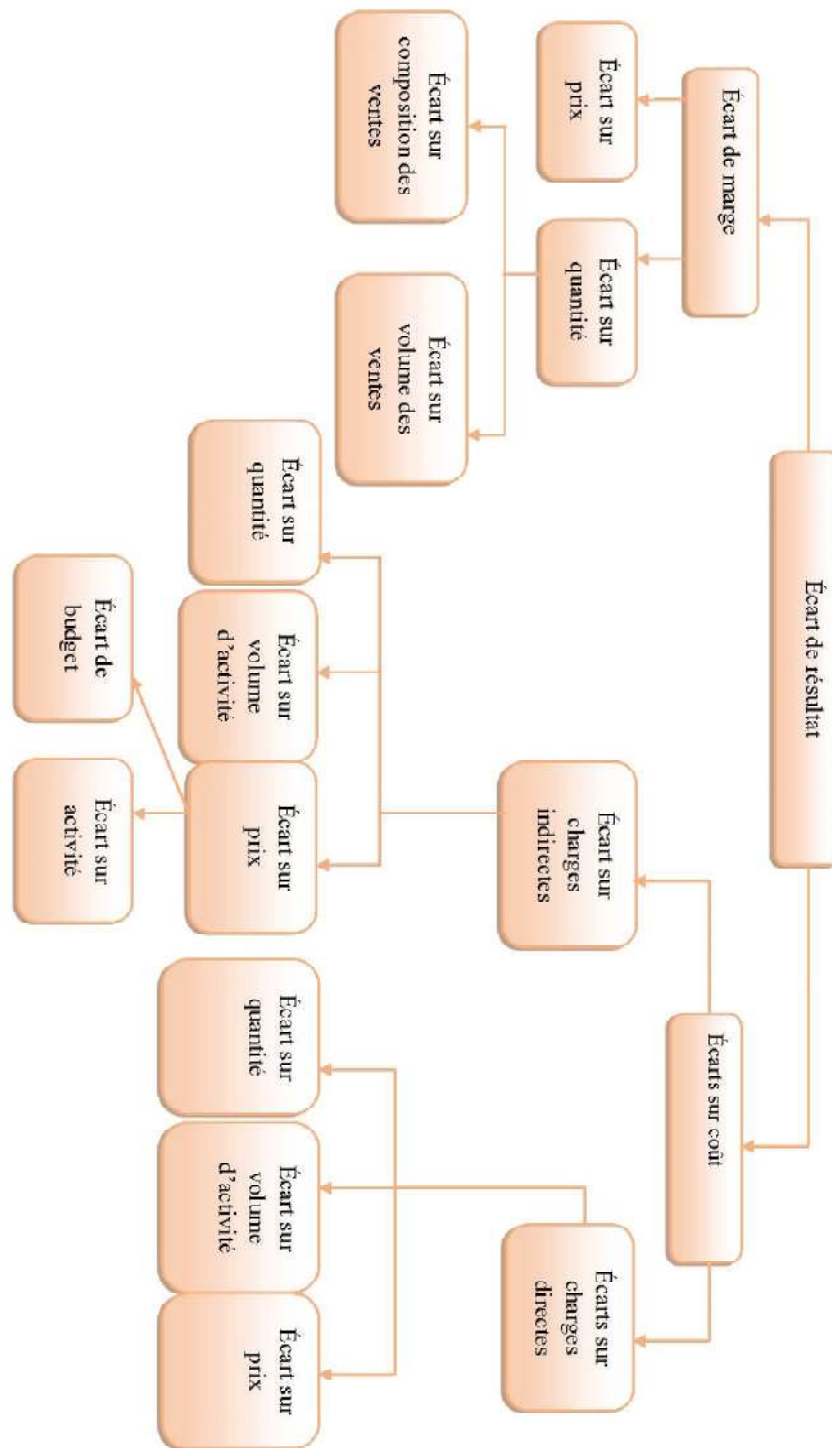 Écart de résultat
Écart de marge
Écarts sur coût
Écart sur
prix
Écart sur
quantité
Écart sur
charges
indirectes
Écarts sur
charges
directes
Écart sur
composition des
ventes
Écart sur
volume des
ventes
Écart sur
quantité
Écart sur
volume
d’activité
Écart sur
prix
Écart sur
quantité
Écart sur
volume
d’activité
Écart sur
prix
Écart de
budget
Écart sur
activité